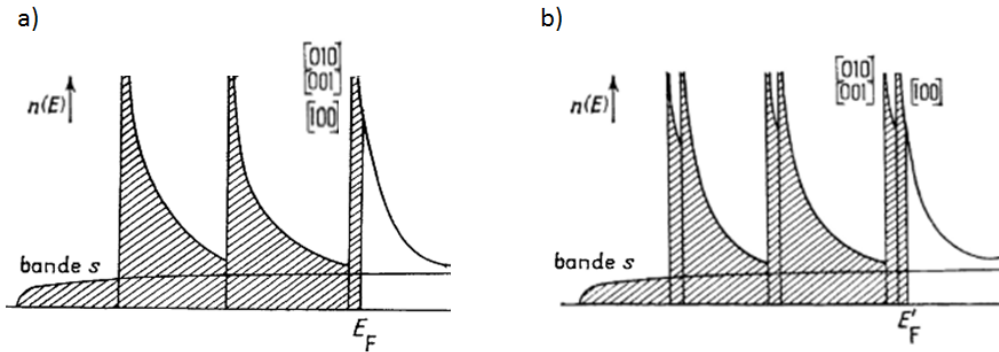 a)
[010]
[001]
[100]
n(E)
bande s
E_F
b)
[010]
[001] [100]
n(E)
bande s
E'_F